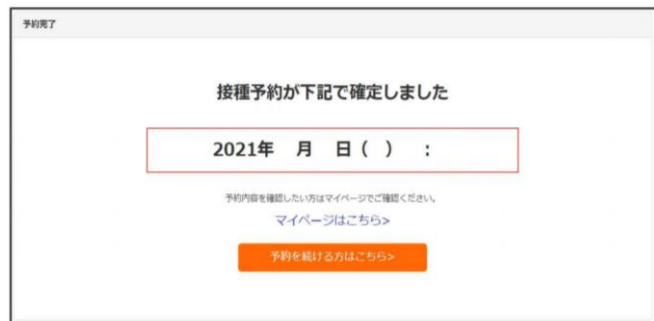 予約完了
接種予約が下記で確定しました
2021年　月　日（　）　：
予約内容を確認したい方はマイページでご確認ください。
マイページはこちら>
予約を続ける方はこちら>